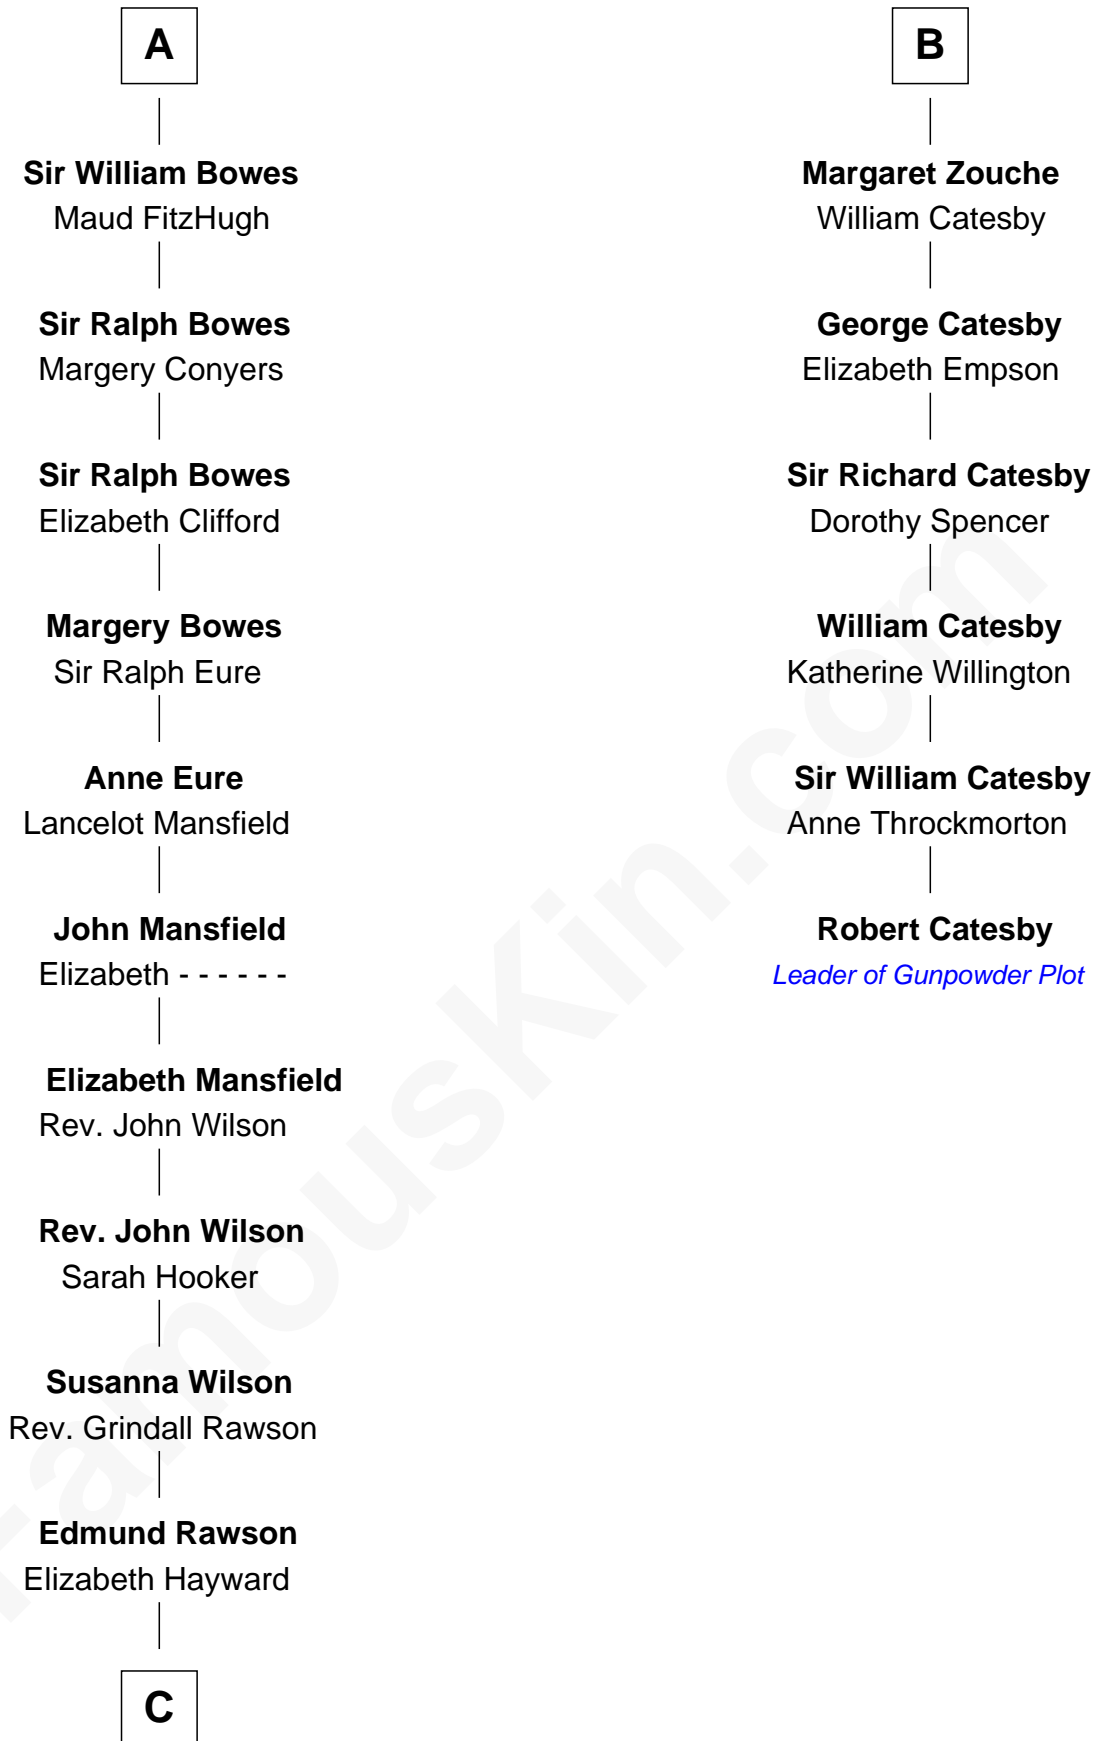 A
Sir William Bowes
Maud FitzHugh
Sir Ralph Bowes
Margery Conyers
Sir Ralph Bowes
Elizabeth Clifford
Margery Bowes
Sir Ralph Eure
Anne Eure
Lancelot Mansfield
John Mansfield
Elizabeth - - - - - -
Elizabeth Mansfield
Rev. John Wilson
Rev. John Wilson
Sarah Hooker
Susanna Wilson
Rev. Grindall Rawson
Edmund Rawson
Elizabeth Hayward
C
B
Margaret Zouche
William Catesby
George Catesby
Elizabeth Empson
Sir Richard Catesby
Dorothy Spencer
William Catesby
Katherine Willington
Sir William Catesby
Anne Throckmorton
Robert Catesby
Leader of Gunpowder Plot
FamousKin.com